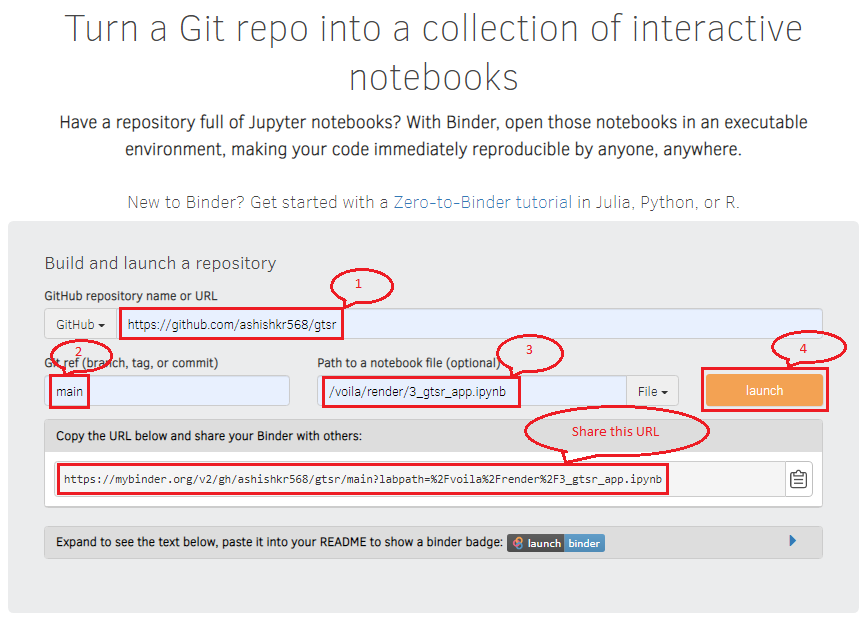 Turn a Git repo into a collection of interactive
notebooks
Have a repository full of Jupyter notebooks? With Binder, open those notebooks in an executable
environment, making your code immediately reproducible by anyone, anywhere.
New to Binder? Get started with a Zero-to-Binder tutorial in Julia, Python, or R.
Build and launch a repository
1
GitHub repository name or URL
GitHub
https://github.com/ashishkr568/gtsr
2
3
4
Git ref (branch, tag, or commit)
Path to a notebook file (optional)
main
/voila/render/3_gtsr_app.ipynb
File
launch
Copy the URL below and share your Binder with others:
Share this URL
https://mybinder.org/v2/gh/ashishkr568/gtsr/main?labpath=%2Fvoila%2Frender%2F3_gtsr_app.ipynb
Expand to see the text below, paste it into your README to show a binder badge:
launch binder